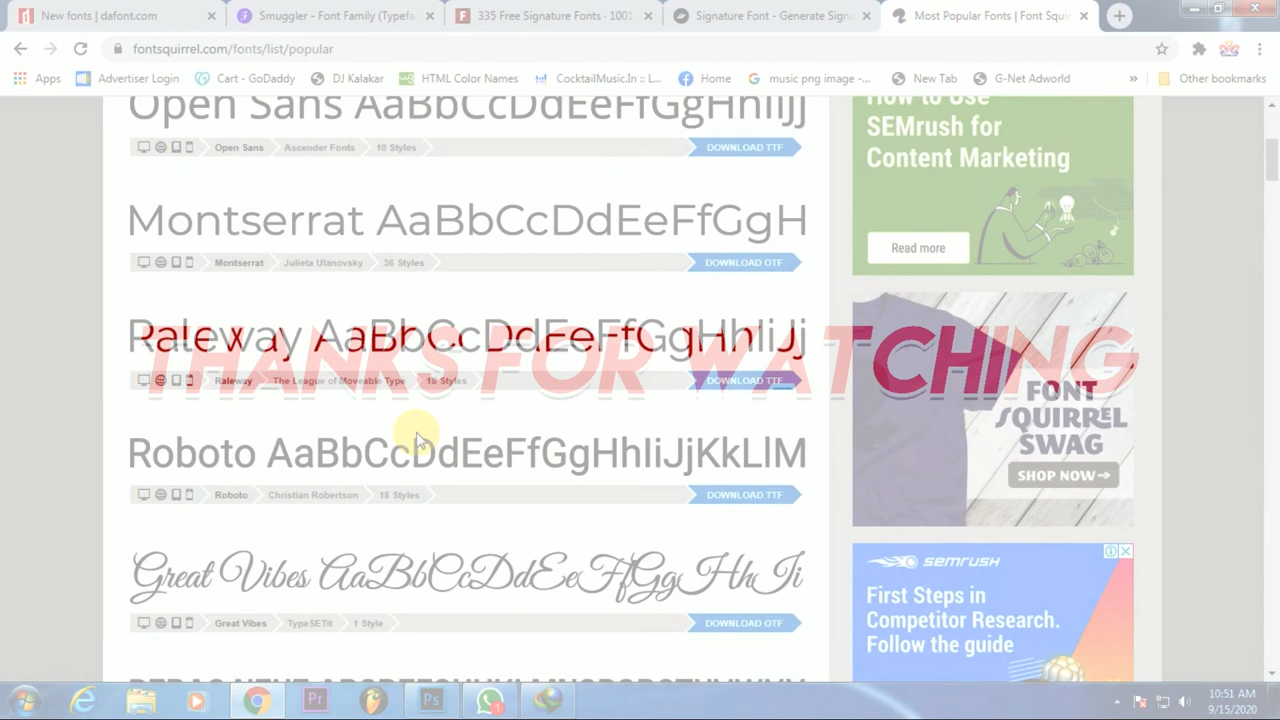 New fonts | dafont.com
Smuggler - Font Family (Typefac
335 Free Signature Fonts · 1001
Signature Font - Generate Signa
Most Popular Fonts | Font Squir
fontsquirrel.com/fonts/list/popular
Apps
Advertiser Login
Cart - GoDaddy
DJ Kalakar
HTML Color Names
CocktailMusic.In ::. L...
Home
music png image -...
New Tab
G-Net Adworld
»
Other bookmarks
Open Sans AaBbCcDdEeFfGgHhIiJj
Open Sans
Ascender Fonts
10 Styles
DOWNLOAD TTF
Montserrat AaBbCcDdEeFfGgH
Montserrat
Julieta Ulanovsky
36 Styles
DOWNLOAD OTF
Raleway AaBbCcDdEeFfGgHhIiJj
Raleway
The League of Moveable Type
18 Styles
DOWNLOAD TTF
THANKS FOR WATCHING
Roboto AaBbCcDdEeFfGgHhIiJjKkLlM
Roboto
Christian Robertson
18 Styles
DOWNLOAD TTF
Great Vibes AaBbCcDdEeFfGgHhIi
Great Vibes
TypeSETit
1 Style
DOWNLOAD OTF
How to Use
SEMrush for
Content Marketing
Read more
FONT
SQUIRREL
SWAG
SHOP NOW→
SEMRUSH
First Steps in
Competitor Research.
Follow the guide
Pr
Ps
1
10:51 AM
9/15/2020